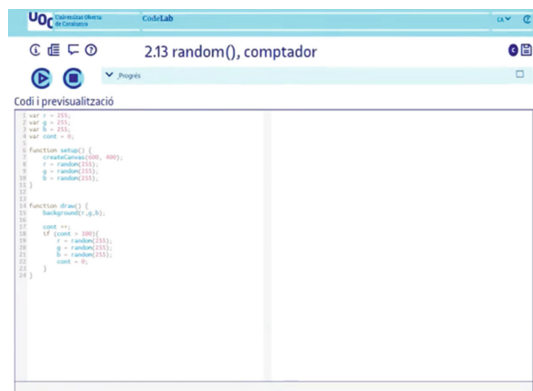 UOC Universitat Oberta de Catalunya
CodeLab
CA
2.13 random(), comptador
Progrés
Codi i previsualització
1 var r = 255;
2 var g = 255;
3 var b = 255;
4 var cont = 0;
5
6 function setup() {
7 createCanvas(600, 400);
8 r = random(255);
9 g = random(255);
10 b = random(255);
11 }
12
13
14 function draw() {
15 background(r,g,b);
16
17 cont ++;
18 if (cont > 100){
19 r = random(255);
20 g = random(255);
21 b = random(255);
22 cont = 0;
23 }
24 }